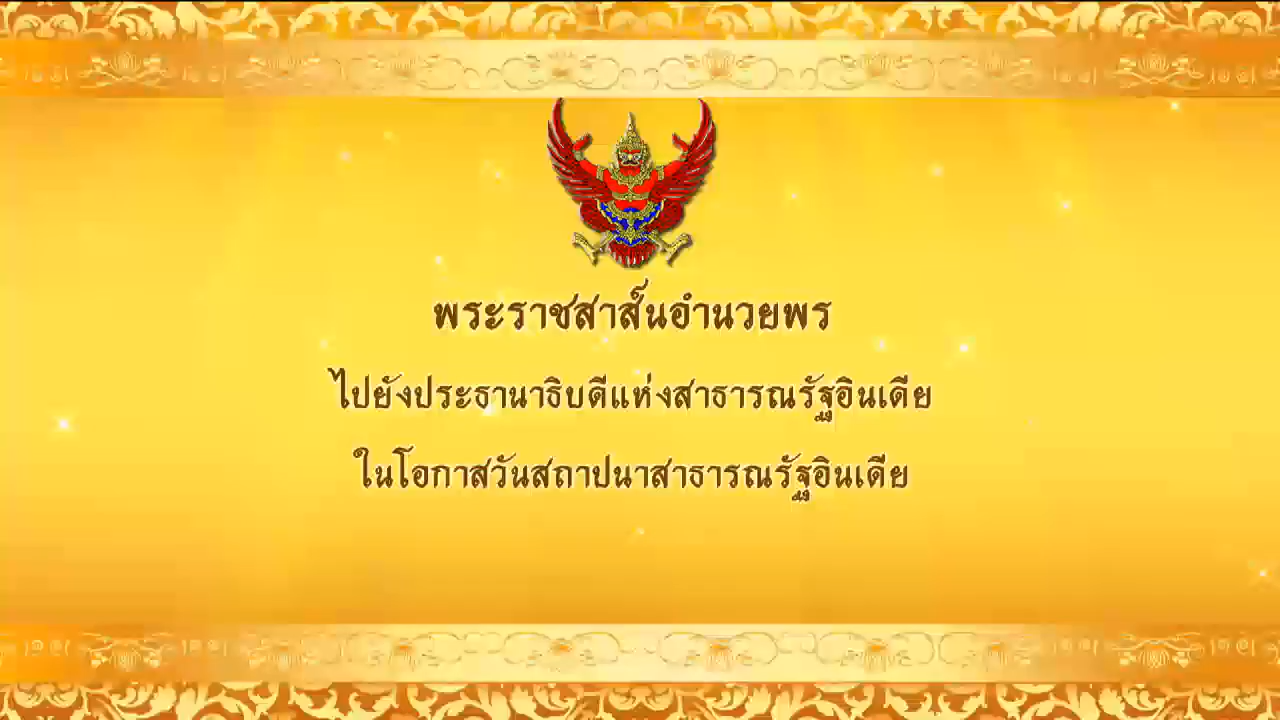 พระราชสาส์นอำนวยพร
ไปยังประธานาธิบดีแห่งสาธารณรัฐอินเดีย
ในโอกาสวันสถาปนาสาธารณรัฐอินเดีย